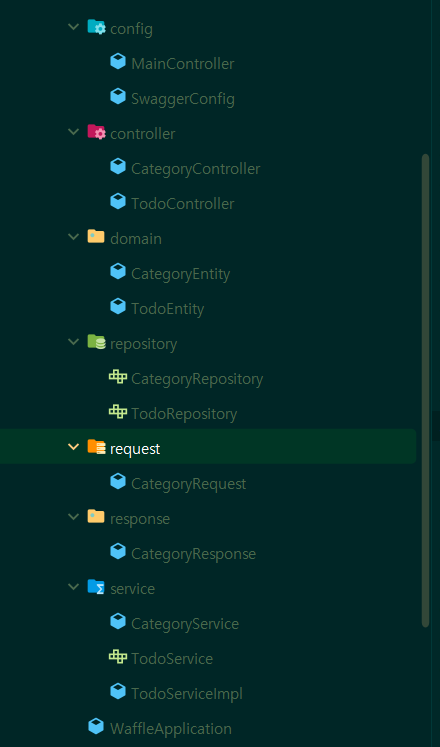 config
MainController
SwaggerConfig
controller
CategoryController
TodoController
domain
CategoryEntity
TodoEntity
repository
CategoryRepository
TodoRepository
request
CategoryRequest
response
CategoryResponse
service
CategoryService
TodoService
TodoServiceImpl
WaffleApplication